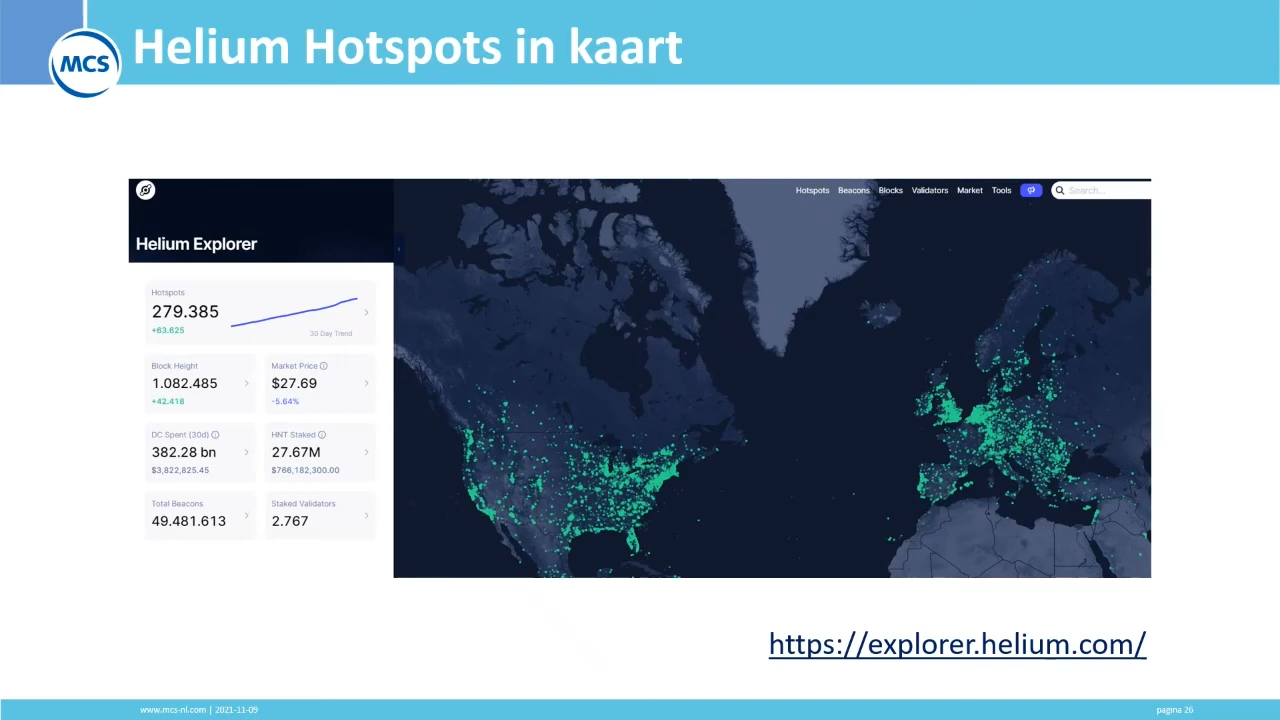 MCS
Helium Hotspots in kaart
Hotspots Beacons Blocks Validators Market Tools Search...
Helium Explorer
Hotspots
279.385
+63.625
30 Day Trend
Block Height
1.082.485
+42.418
Market Price
$27.69
-5.64%
DC Spent (30d)
382.28 bn
$3,822,825.45
HNT Staked
27.67M
$766,182,300.00
Total Beacons
49.481.613
Staked Validators
2.767
https://explorer.helium.com/
www.mcs-nl.com | 2021-11-09
pagina 26